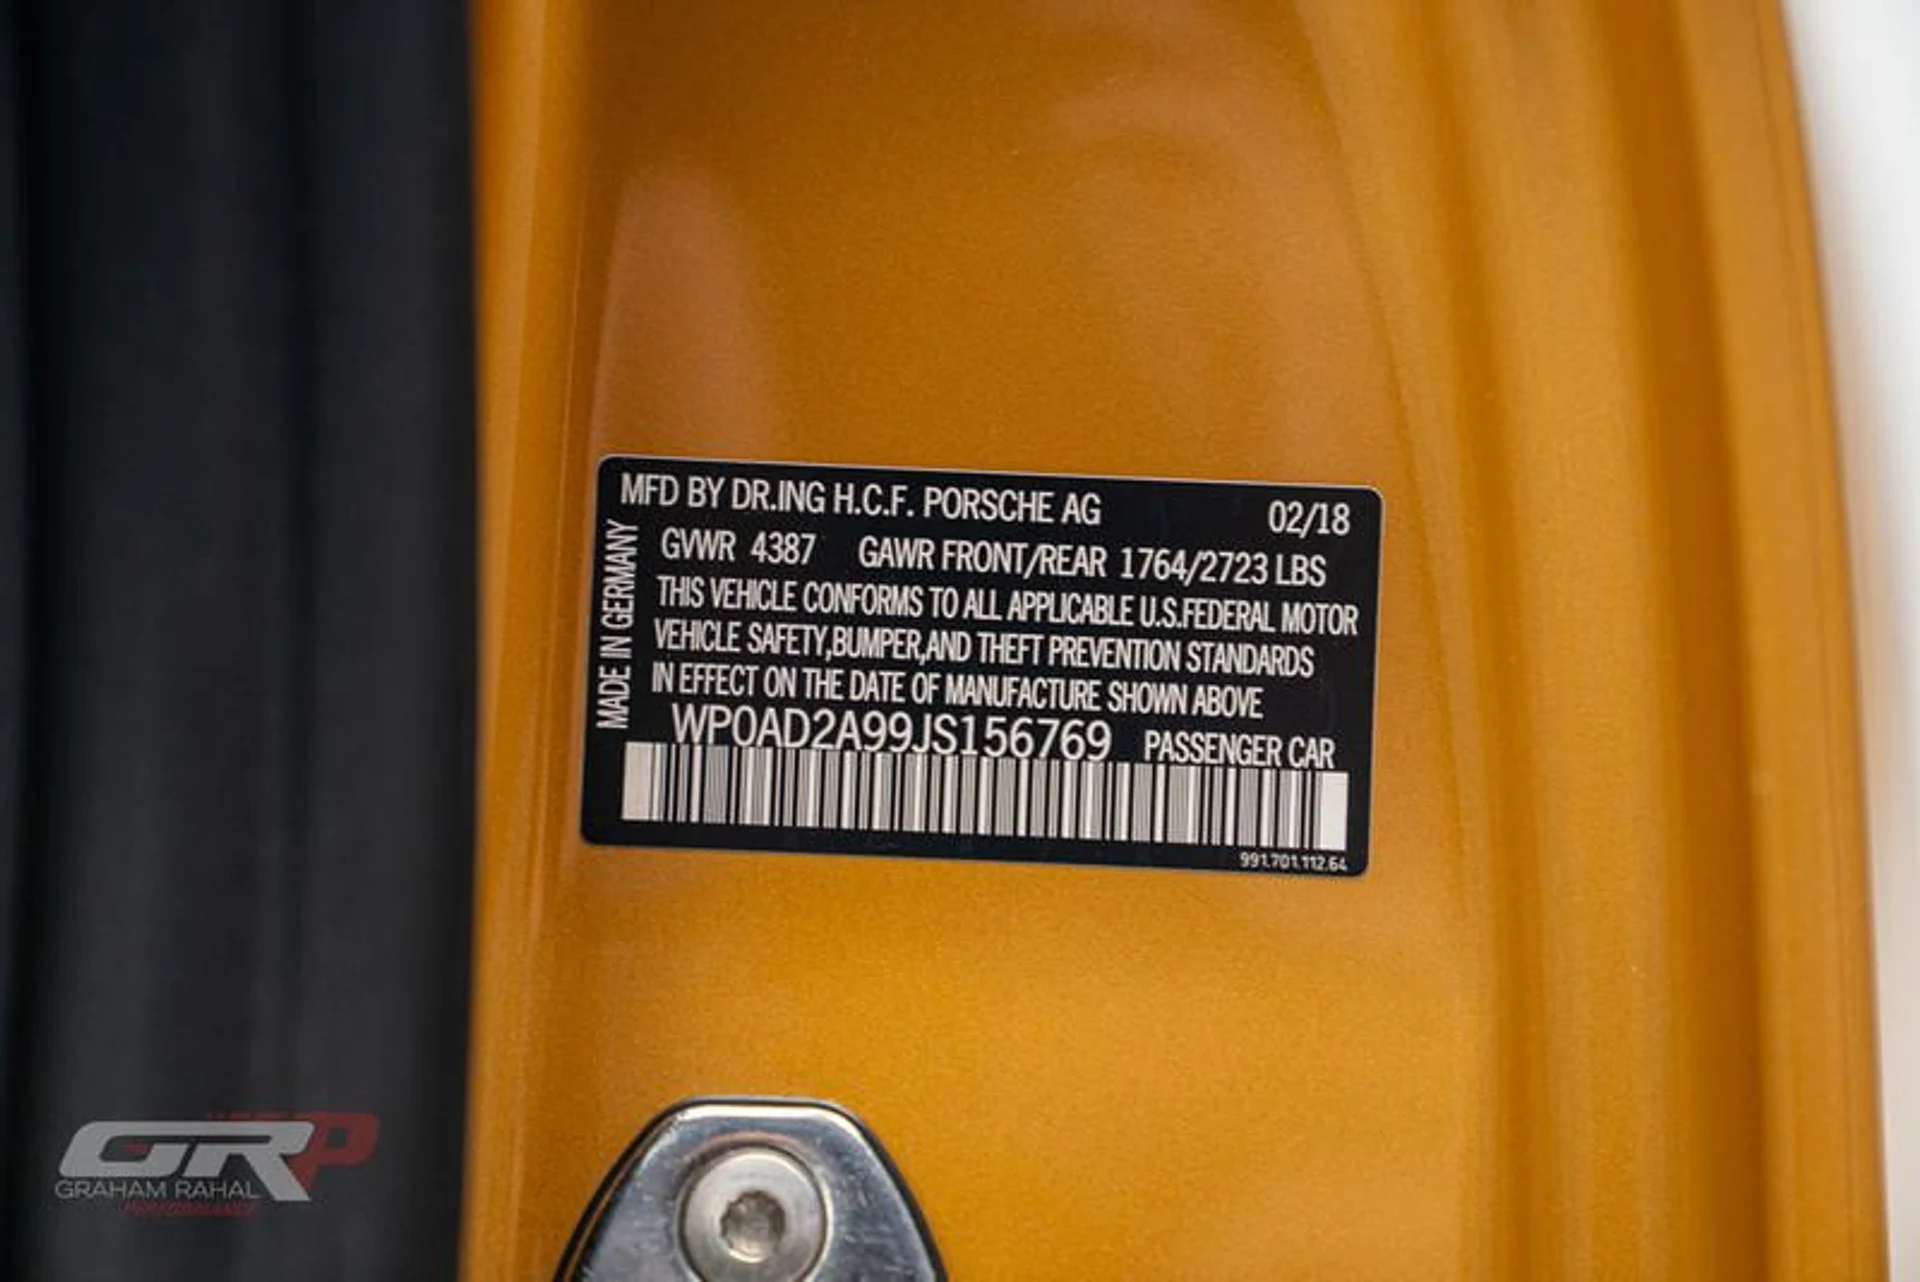 MFD BY DR.ING H.C.F. PORSCHE AG 02/18
GVWR 4387 GAWR FRONT/REAR 1764/2723 LBS
THIS VEHICLE CONFORMS TO ALL APPLICABLE U.S.FEDERAL MOTOR
VEHICLE SAFETY,BUMPER,AND THEFT PREVENTION STANDARDS
IN EFFECT ON THE DATE OF MANUFACTURE SHOWN ABOVE
WP0AD2A99JS156769 PASSENGER CAR
MADE IN GERMANY
991.701.112.64
GRP
GRAHAM RAHAL
PERFORMANCE